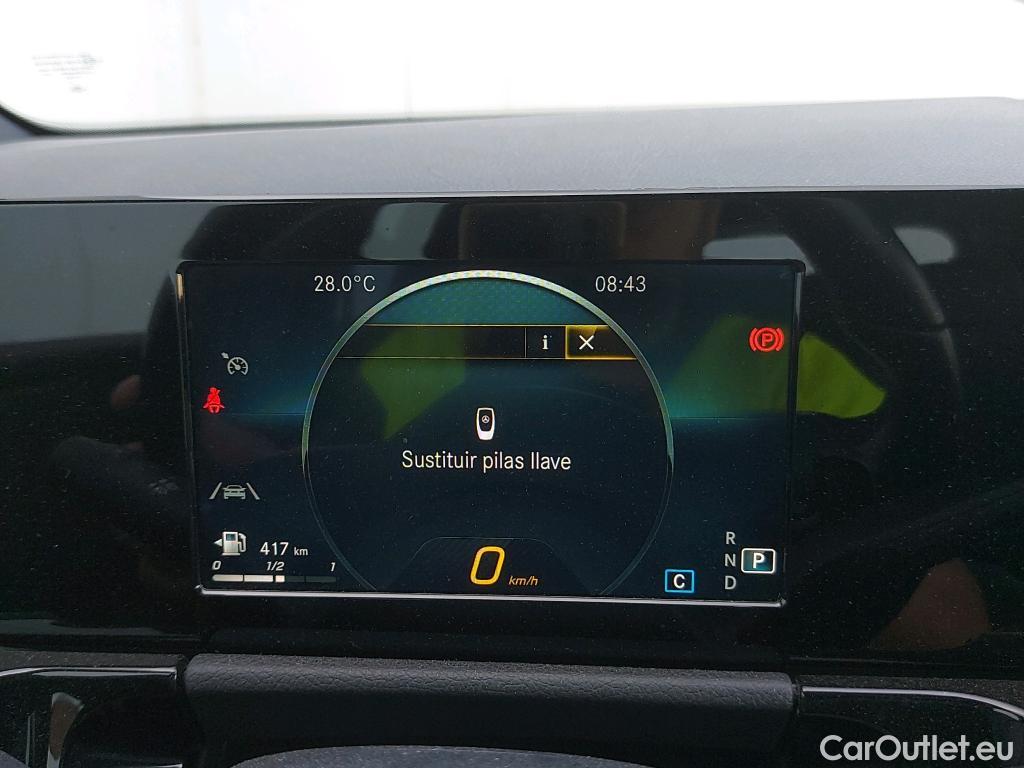 28.0°C
08:43
i
P
Sustituir pilas llave
417 km
0 1/2 1
0 km/h
C
R
N
P
D
CarOutlet.eu